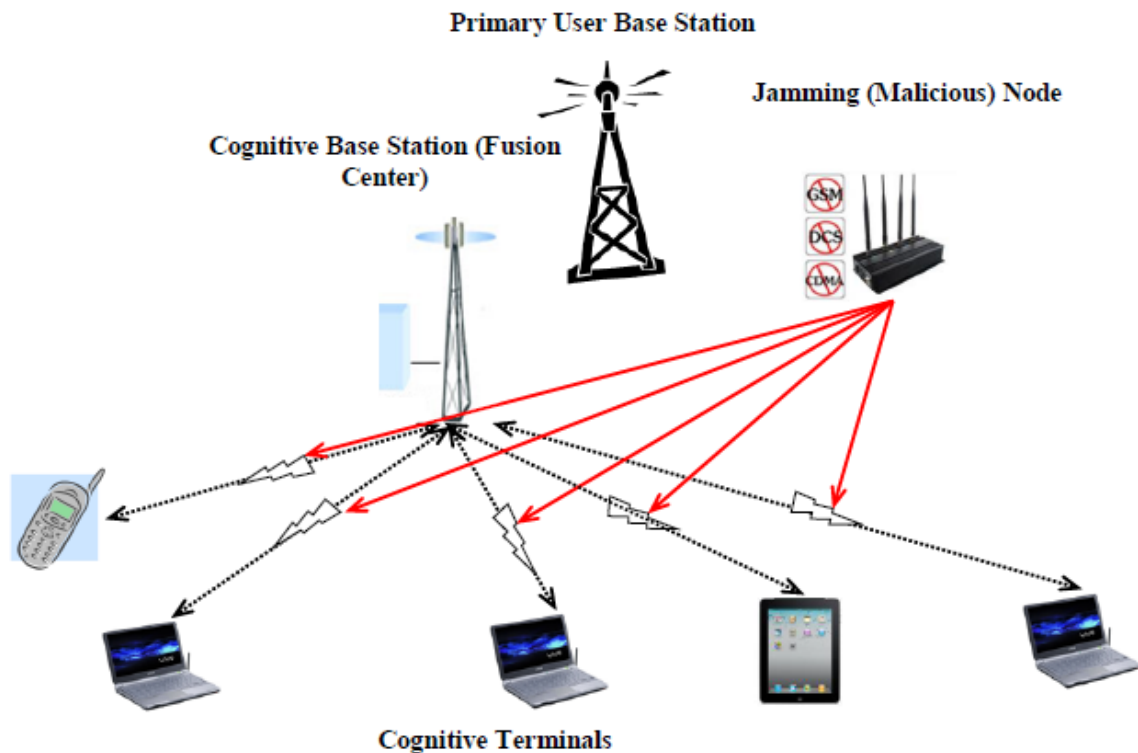 Primary User Base Station
Jamming (Malicious) Node
Cognitive Base Station (Fusion
Center)
GSM
DCS
CDMA
Cognitive Terminals